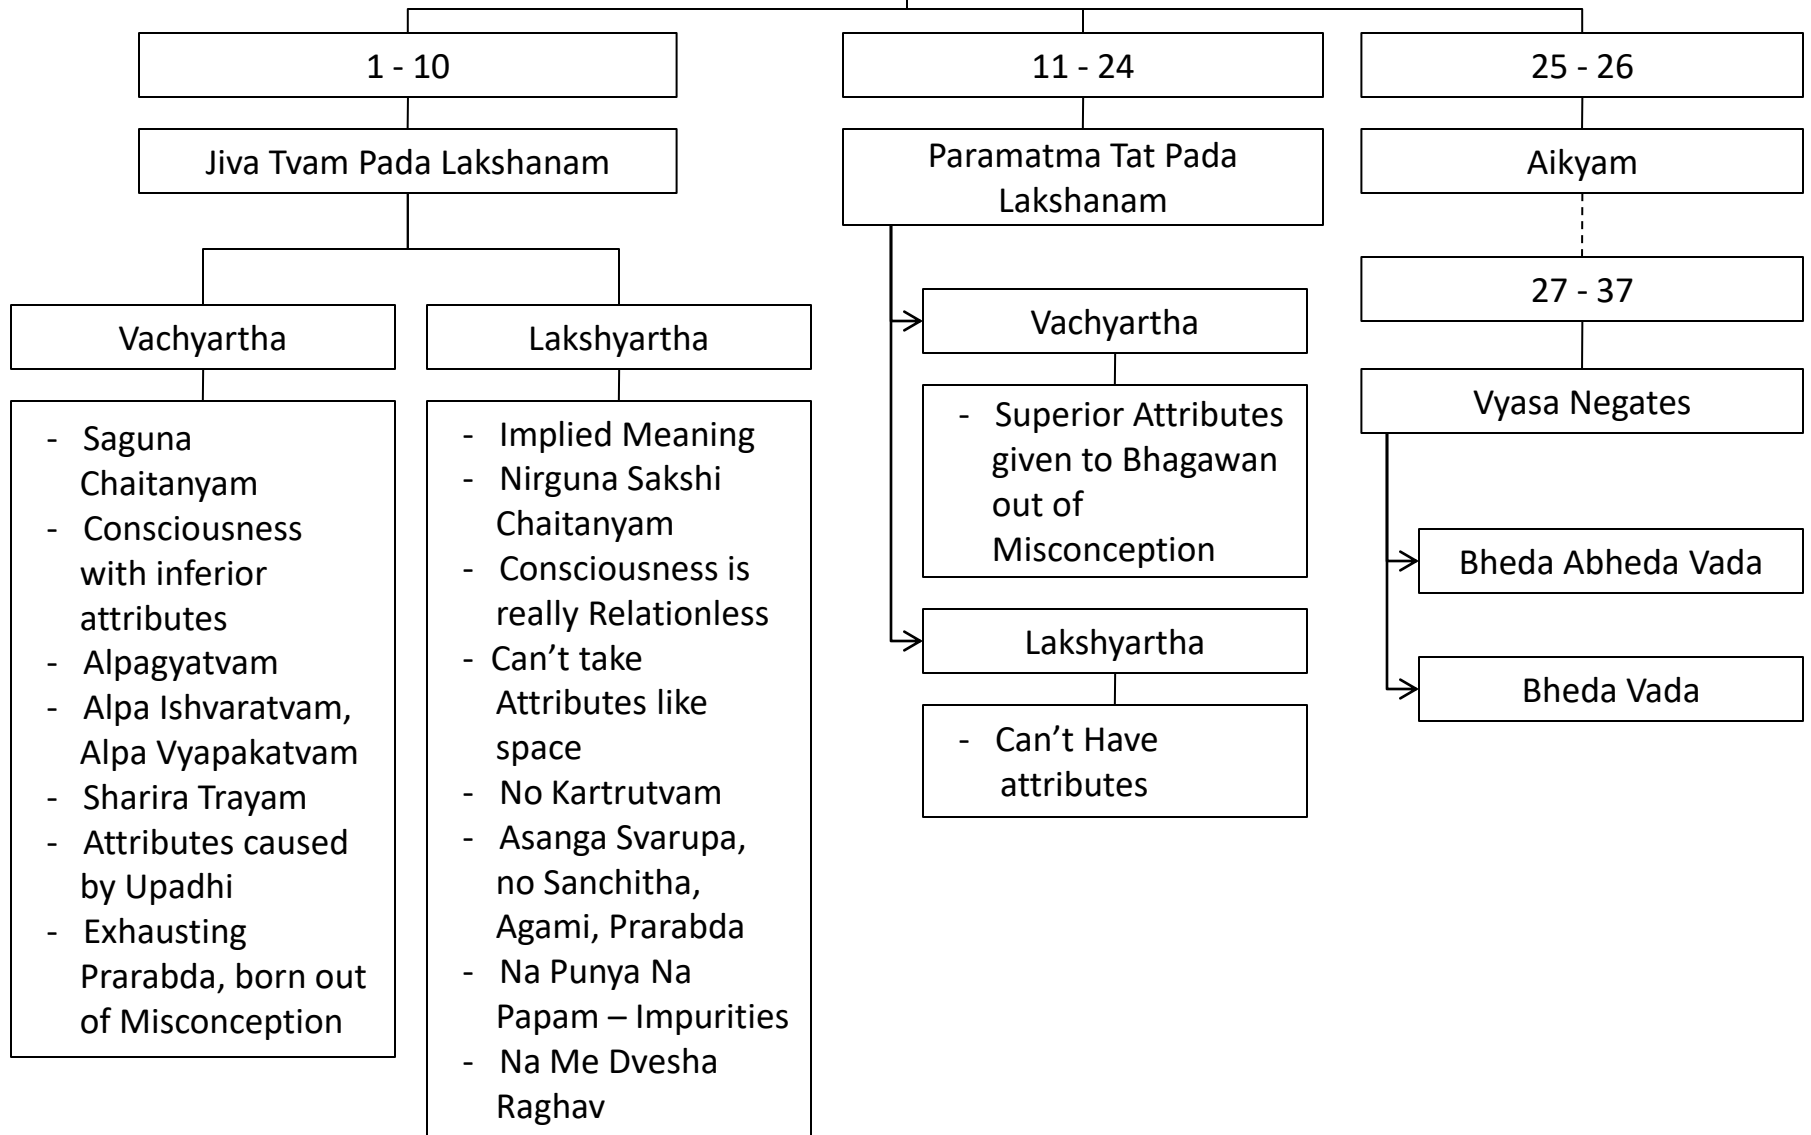 1 - 10
Jiva Tvam Pada Lakshanam
Vachyartha
- Saguna
Chaitanyam
- Consciousness
with inferior
attributes
- Alpagyatvam
- Alpa Ishvaratvam,
Alpa Vyapakatvam
- Sharira Trayam
- Attributes caused
by Upadhi
- Exhausting
Prarabda, born out
of Misconception
Lakshyartha
- Implied Meaning
- Nirguna Sakshi
Chaitanyam
- Consciousness is
really Relationless
- Can’t take
Attributes like
space
- No Kartrutvam
- Asanga Svarupa,
no Sanchitha,
Agami, Prarabda
- Na Punya Na
Papam – Impurities
- Na Me Dvesha
Raghav
11 - 24
Paramatma Tat Pada
Lakshanam
Vachyartha
- Superior Attributes
given to Bhagawan
out of
Misconception
Lakshyartha
- Can’t Have
attributes
25 - 26
Aikyam
27 - 37
Vyasa Negates
Bheda Abheda Vada
Bheda Vada